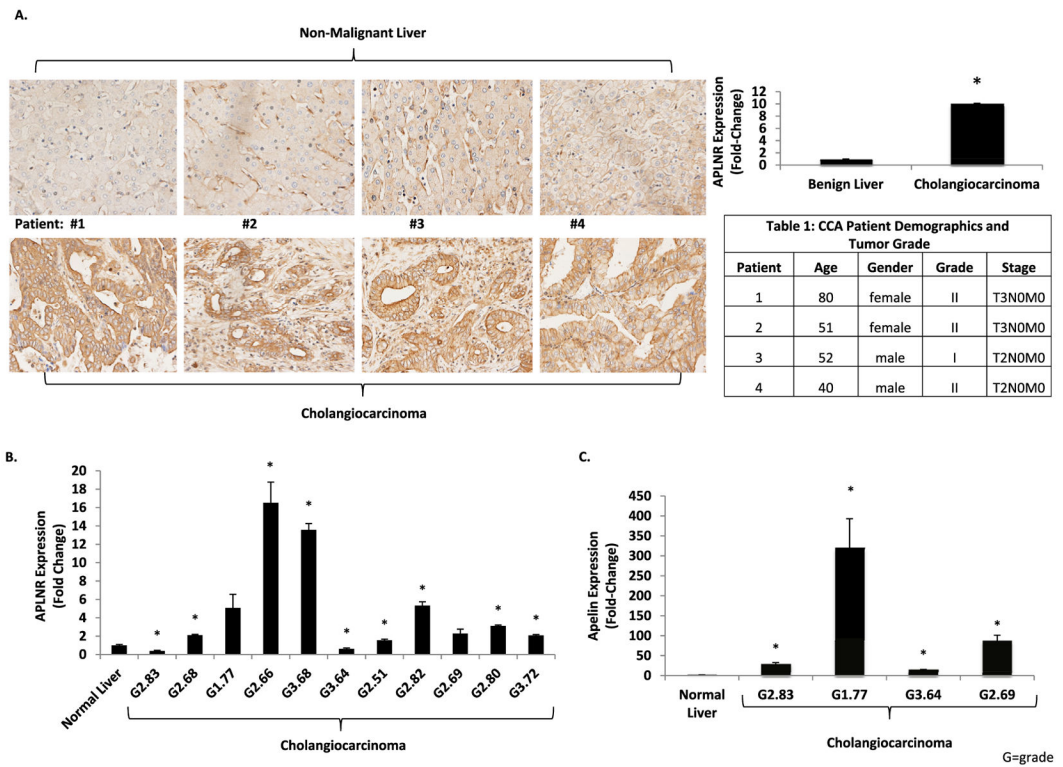 A.
Non-Malignant Liver
Patient: #1 #2 #3 #4
Cholangiocarcinoma
APLNR Expression
(Fold-Change)
12
10
8
6
4
2
0
*
Benign Liver Cholangiocarcinoma
Table 1: CCA Patient Demographics and
Tumor Grade
Patient Age Gender Grade Stage
1 80 female II T3N0M0
2 51 female II T3N0M0
3 52 male I T2N0M0
4 40 male II T2N0M0
B.
APLNR Expression
(Fold Change)
20
18
16
14
12
10
8
6
4
2
0
* * * * * * * * *
Normal Liver G2.83 G2.68 G1.77 G2.66 G3.68 G3.64 G2.51 G2.82 G2.69 G2.80 G3.72
Cholangiocarcinoma
C.
Apelin Expression
(Fold-Change)
450
400
350
300
250
200
150
100
50
0
* * * *
Normal
Liver
G2.83 G1.77 G3.64 G2.69
Cholangiocarcinoma
G=grade